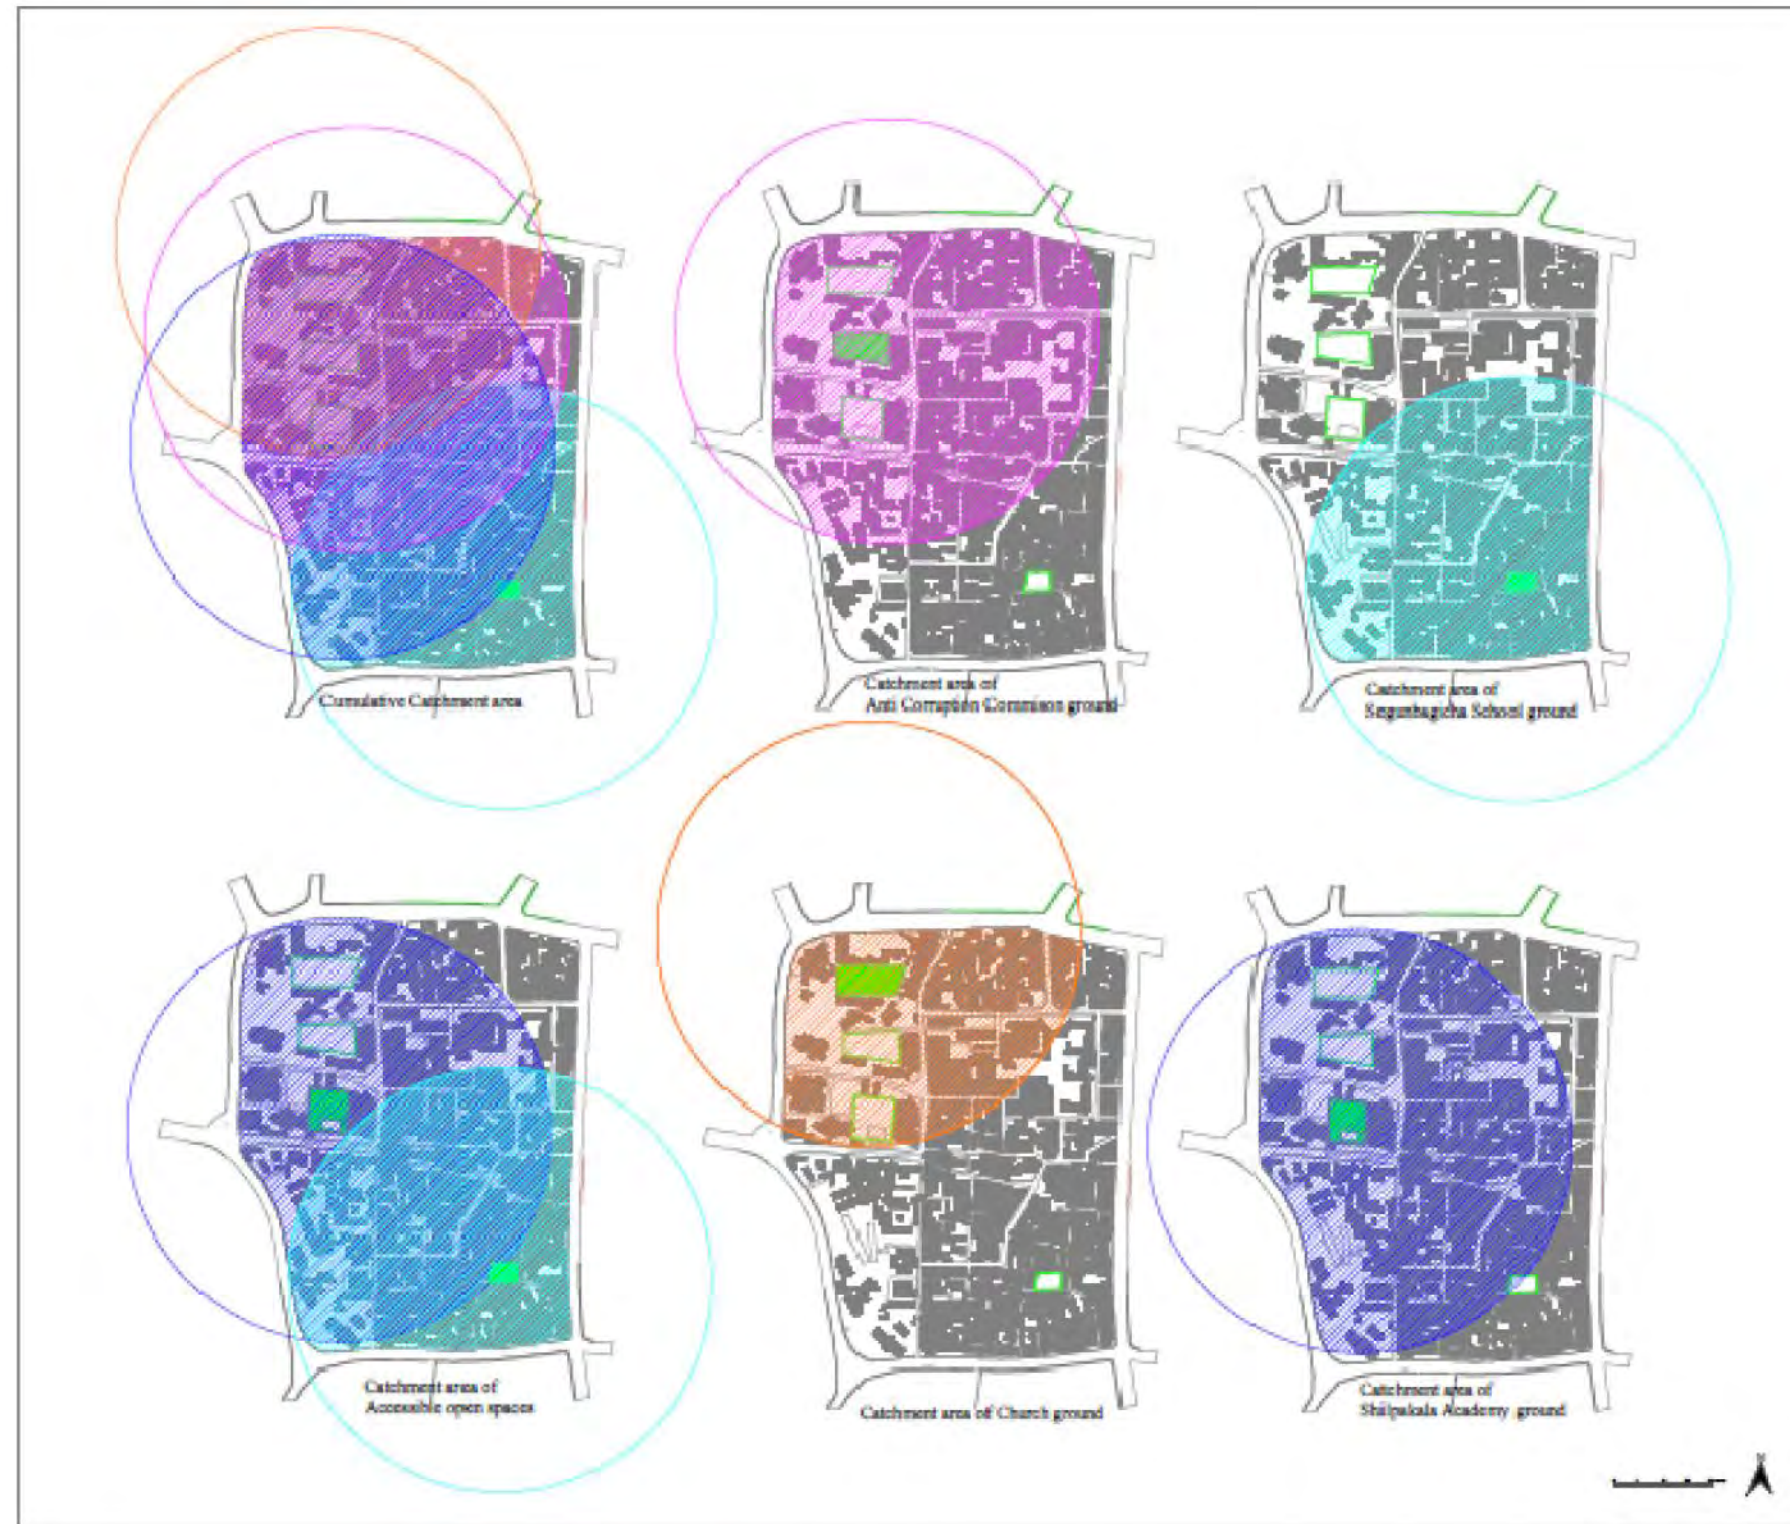 Cumulative Catchment area
Catchment area of
Anti Corruption Commison ground
Catchment area of
Segunbagicha School ground
Catchment area of
Accessible open spaces
Catchment area of Church ground
Catchment area of
Shilpakala Academy ground
N